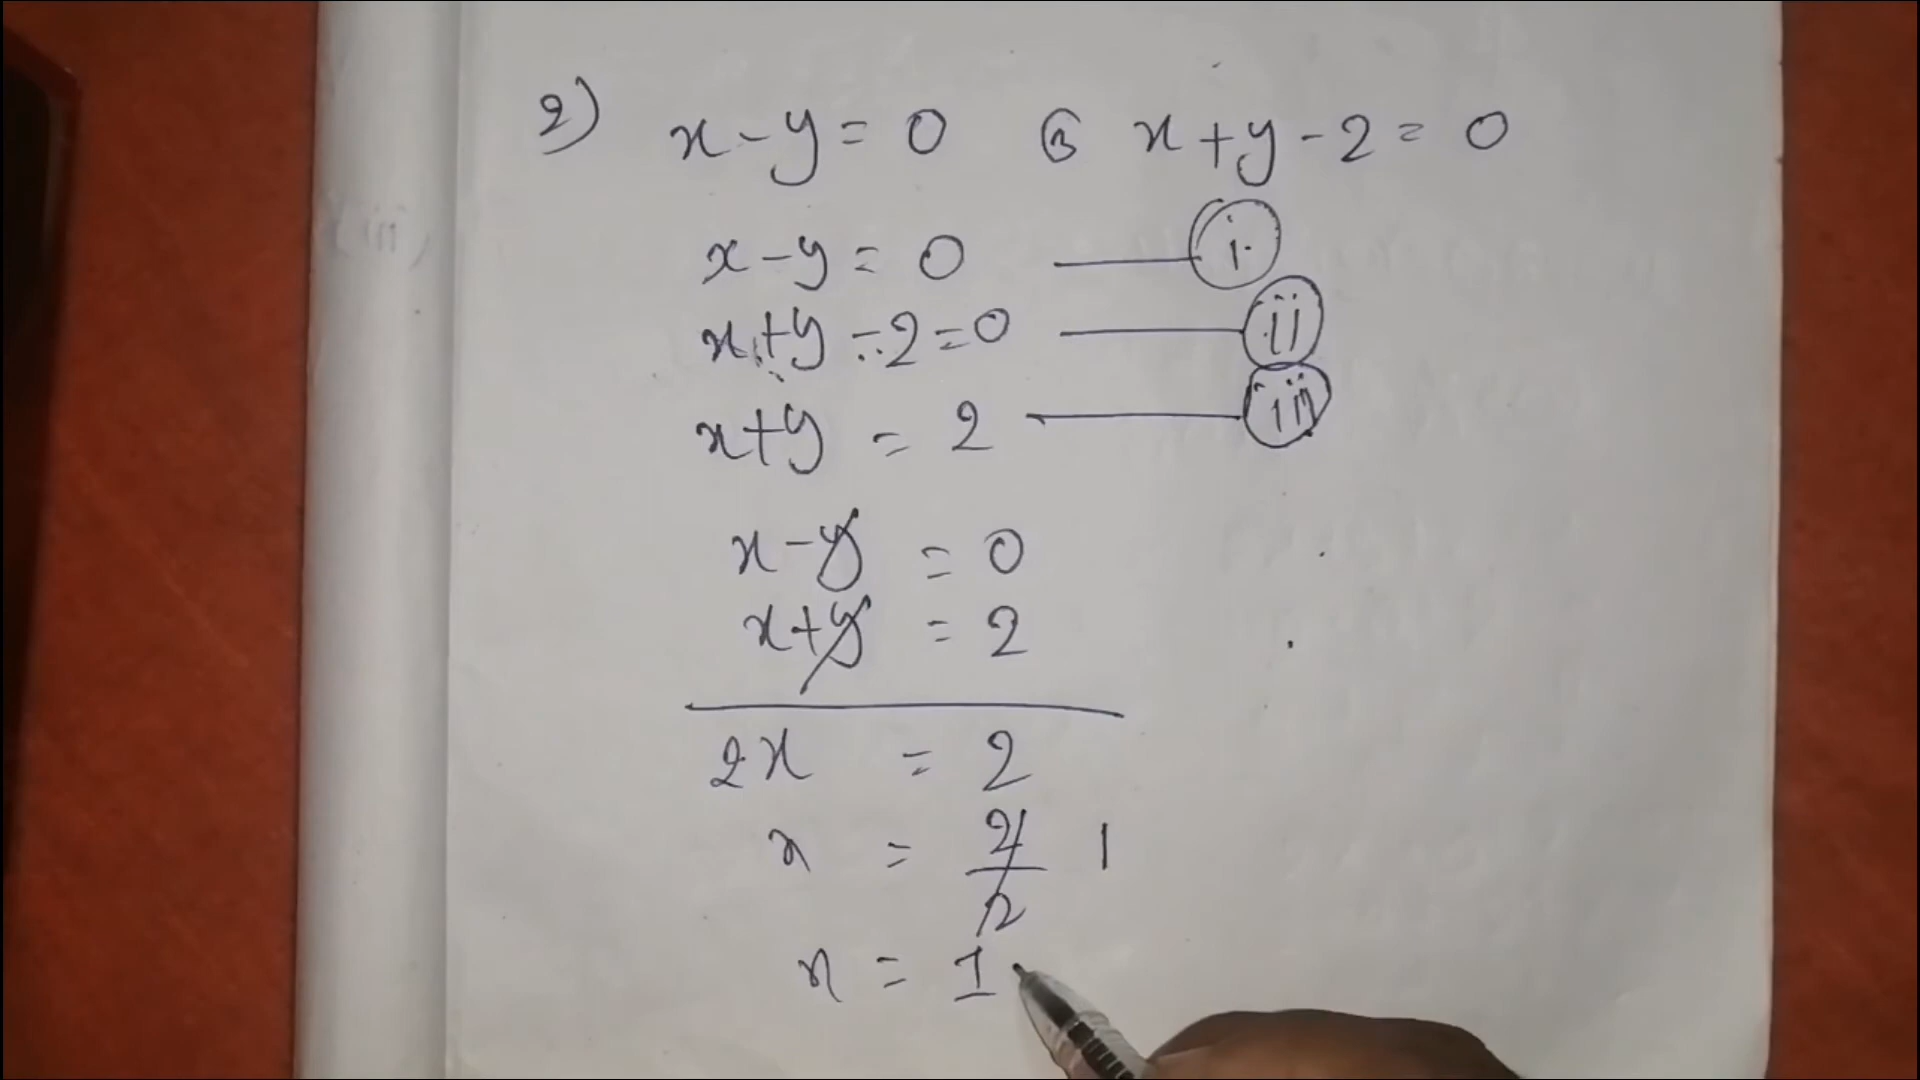 2) x-y=0 ও x+y-2=0
x-y=0 — i
x+y-2=0 — ii
x+y=2 — iii
x-y=0
x+y=2
2x=2
x=2/2 1
x=1